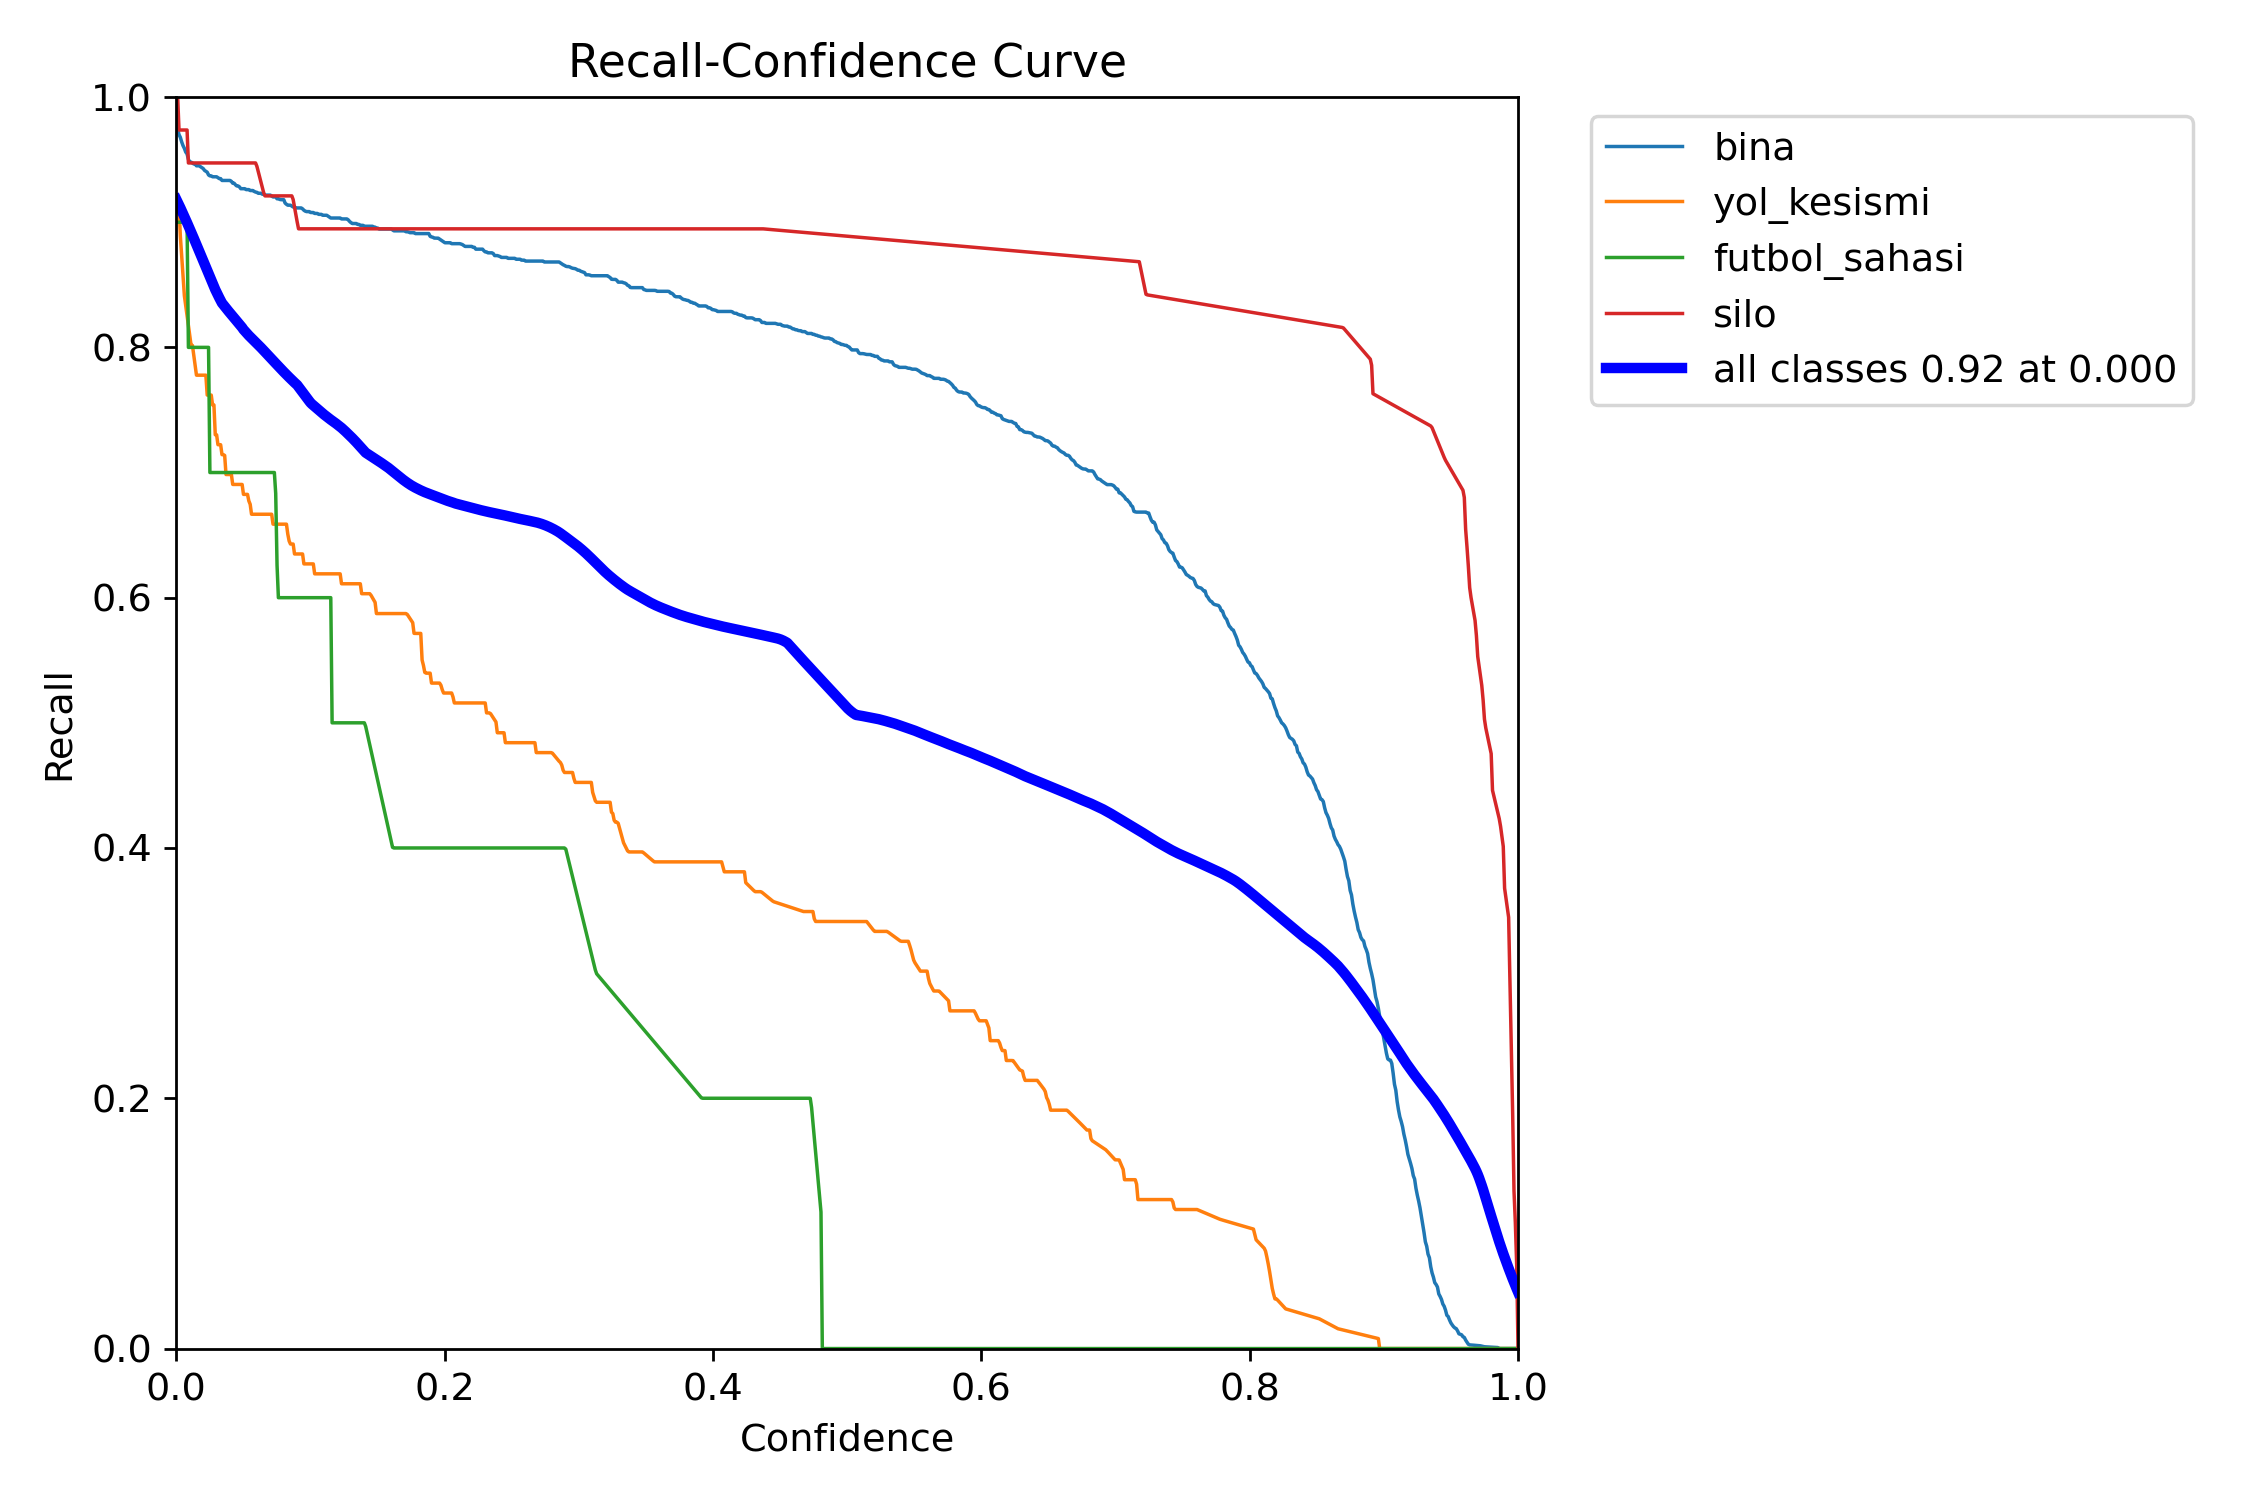 Recall-Confidence Curve
1.0
0.8
0.6
0.4
0.2
0.0
Recall
0.0 0.2 0.4 0.6 0.8 1.0
Confidence
bina
yol_kesismi
futbol_sahasi
silo
all classes 0.92 at 0.000